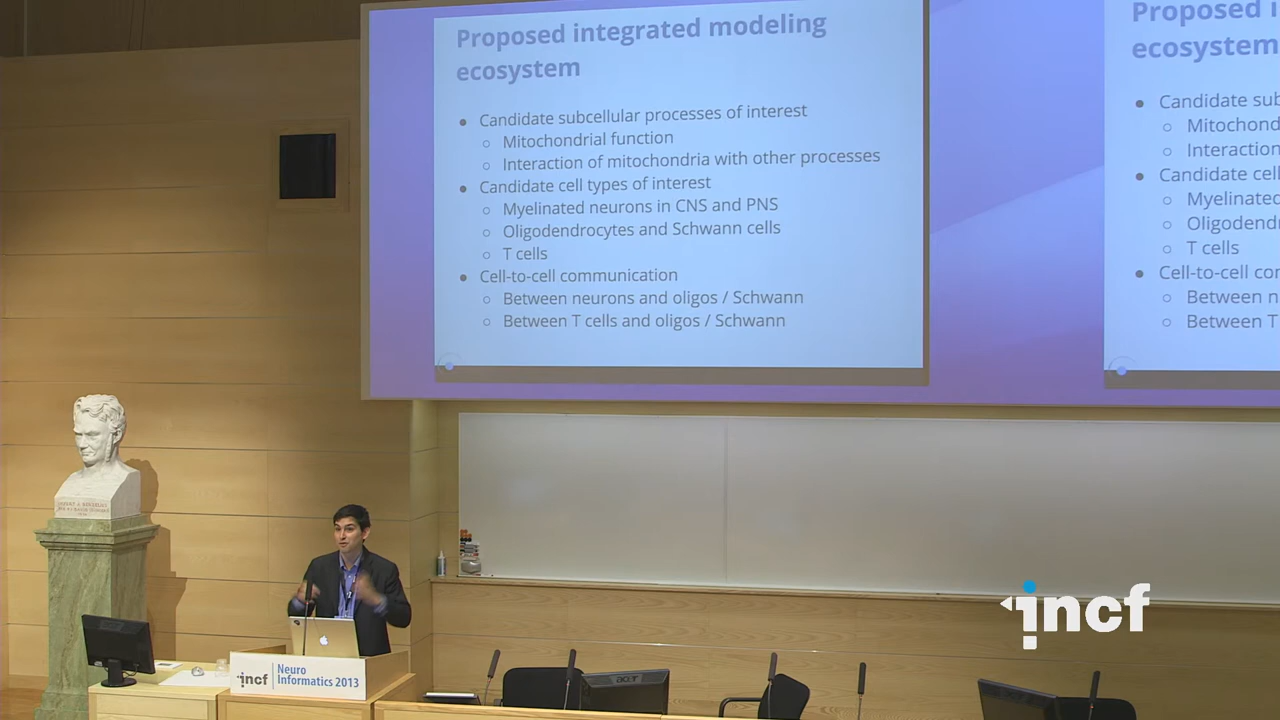 Proposed integrated modeling
ecosystem
Candidate subcellular processes of interest
Mitochondrial function
Interaction of mitochondria with other processes
Candidate cell types of interest
Myelinated neurons in CNS and PNS
Oligodendrocytes and Schwann cells
T cells
Cell-to-cell communication
Between neurons and oligos / Schwann
Between T cells and oligos / Schwann
Proposed i
ecosystem
Candidate sub
Mitochond
Interaction
Candidate cell
Myelinated
Oligodendr
T cells
Cell-to-cell co
Between n
Between T
incf
Neuro
Informatics 2013
acer
incf